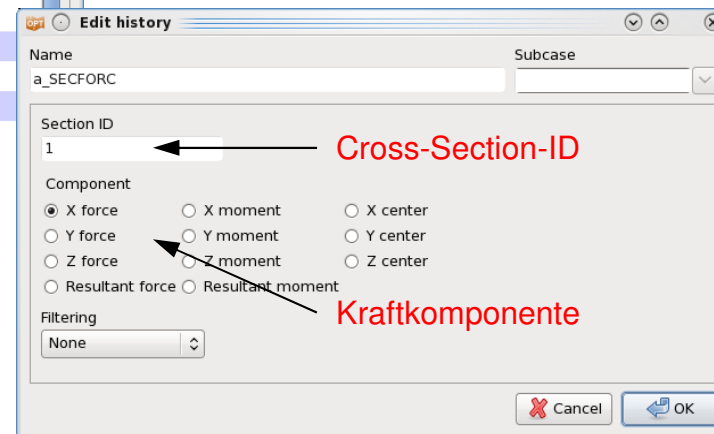 OPT Edit history
Name Subcase
a_SECFORC
Section ID
1 Cross-Section-ID
Component
X force X moment X center
Y force Y moment Y center
Z force Z moment Z center
Resultant force Resultant moment
Kraftkomponente
Filtering
None
Cancel OK